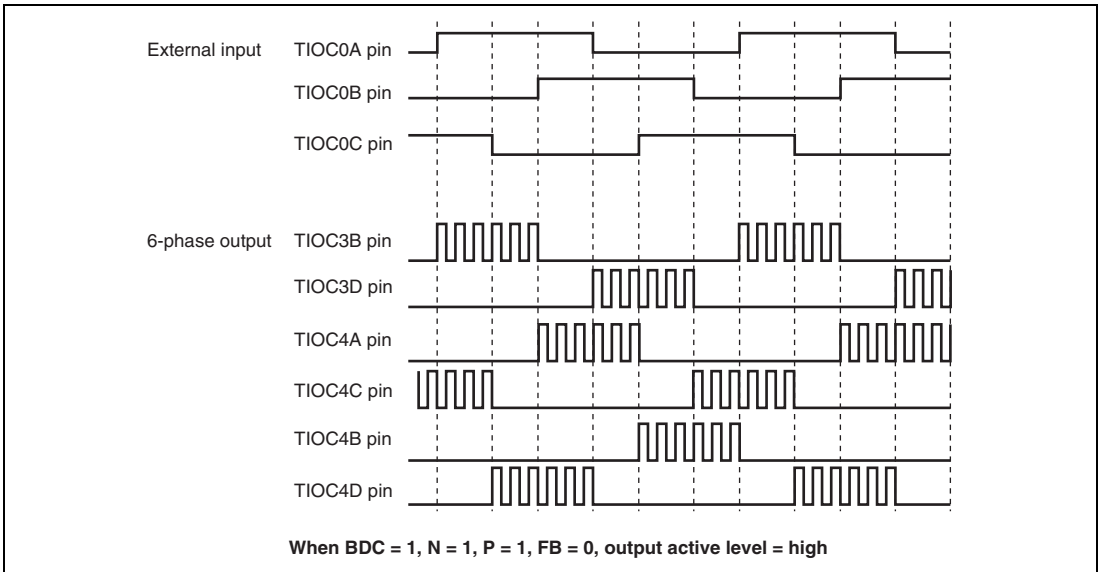 External input TIOC0A pin
TIOC0B pin
TIOC0C pin
6-phase output TIOC3B pin
TIOC3D pin
TIOC4A pin
TIOC4C pin
TIOC4B pin
TIOC4D pin
When BDC = 1, N = 1, P = 1, FB = 0, output active level = high